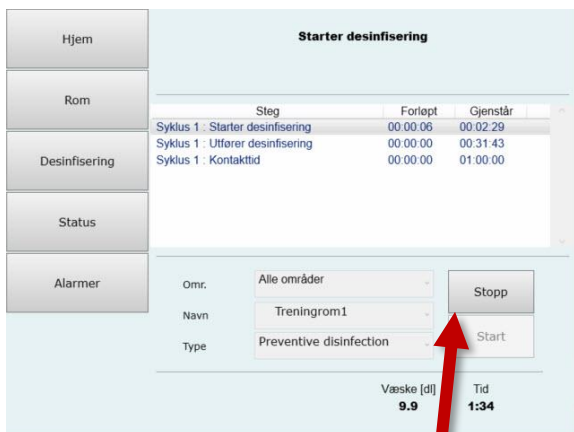 Hjem
Rom
Desinfisering
Status
Alarmer
Starter desinfisering
Steg Forløpt Gjenstår
Syklus 1 : Starter desinfisering 00:00:06 00:02:29
Syklus 1 : Utfører desinfisering 00:00:00 00:31:43
Syklus 1 : Kontakttid 00:00:00 01:00:00
Omr. Alle områder
Navn Treningrom1
Type Preventive disinfection
Stopp
Start
Væske [dl] Tid
9.9 1:34